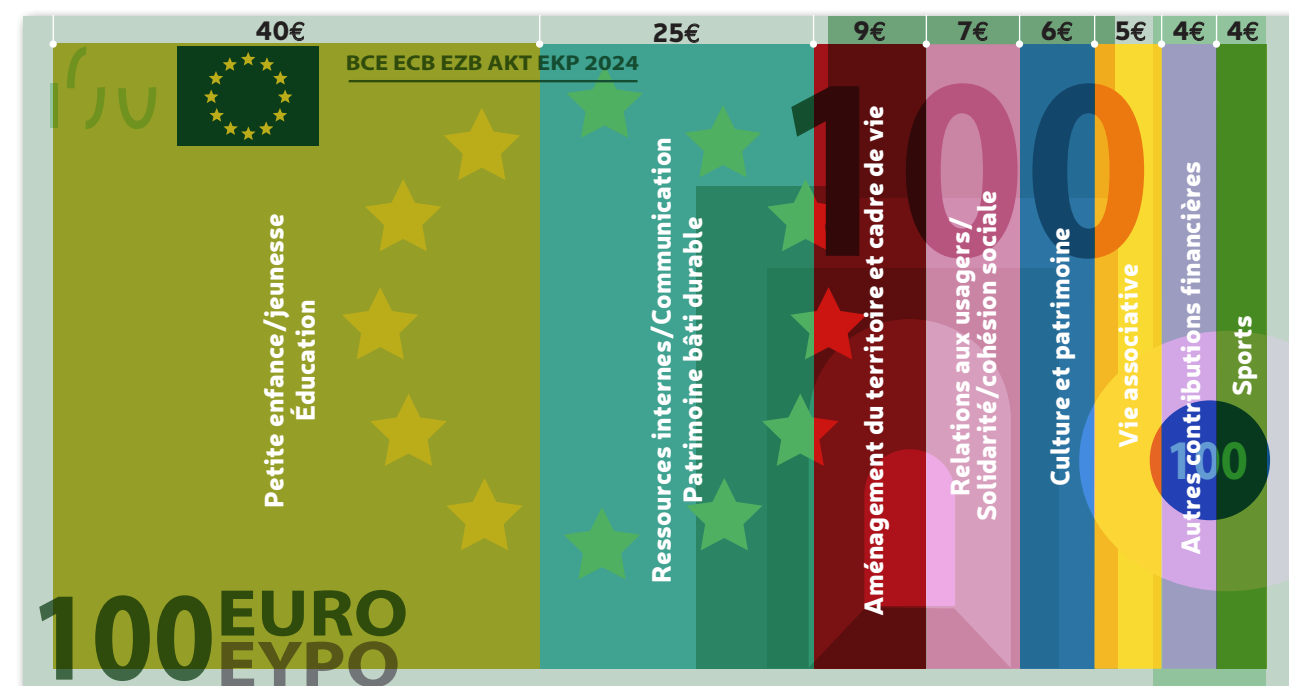 40€ 25€ 9€ 7€ 6€ 5€ 4€ 4€
BCE ECB EZB AKT EKP 2024
100
Petite enfance/jeunesse
Éducation
Ressources internes/Communication
Patrimoine bâti durable
Aménagement du territoire et cadre de vie
Relations aux usagers/
Solidarité/cohésion sociale
Culture et patrimoine
Vie associative
Autres contributions financières
Sports
100
100 EURO
ΕΥΡΟ